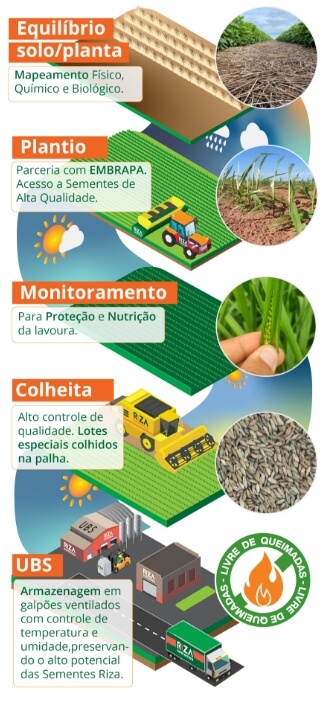 Equilíbrio
solo/planta
Mapeamento Físico,
Químico e Biológico.
Plantio
Parceria com EMBRAPA.
Acesso a Sementes de
Alta Qualidade.
RIZA
Monitoramento
Para Proteção e Nutrição
da lavoura.
Colheita
Alto controle de
qualidade. Lotes
especiais colhidos
na palha.
RIZA
UBS
RIZA
RIZA
LIVRE DE QUEIMADAS - LIVRE DE QUEIMADAS -
UBS
Armazenagem em
galpões ventilados
com controle de
temperatura e
umidade,preservan-
do o alto potencial
das Sementes Riza.
RIZA